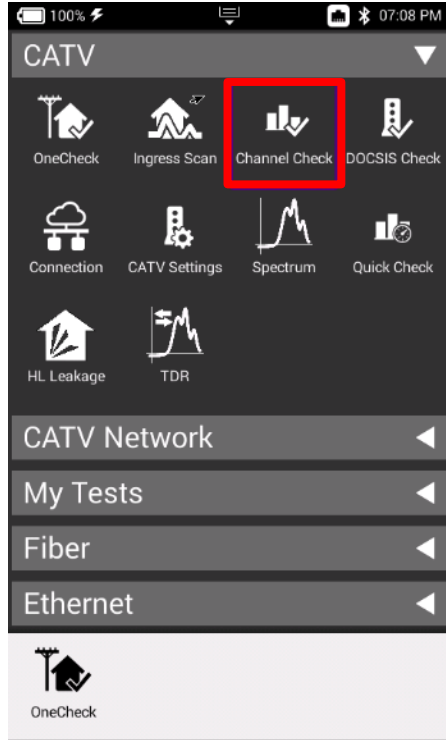 100% 07:08 PM
CATV
OneCheck Ingress Scan Channel Check DOCSIS Check
Connection CATV Settings Spectrum Quick Check
HL Leakage TDR
CATV Network
My Tests
Fiber
Ethernet
OneCheck